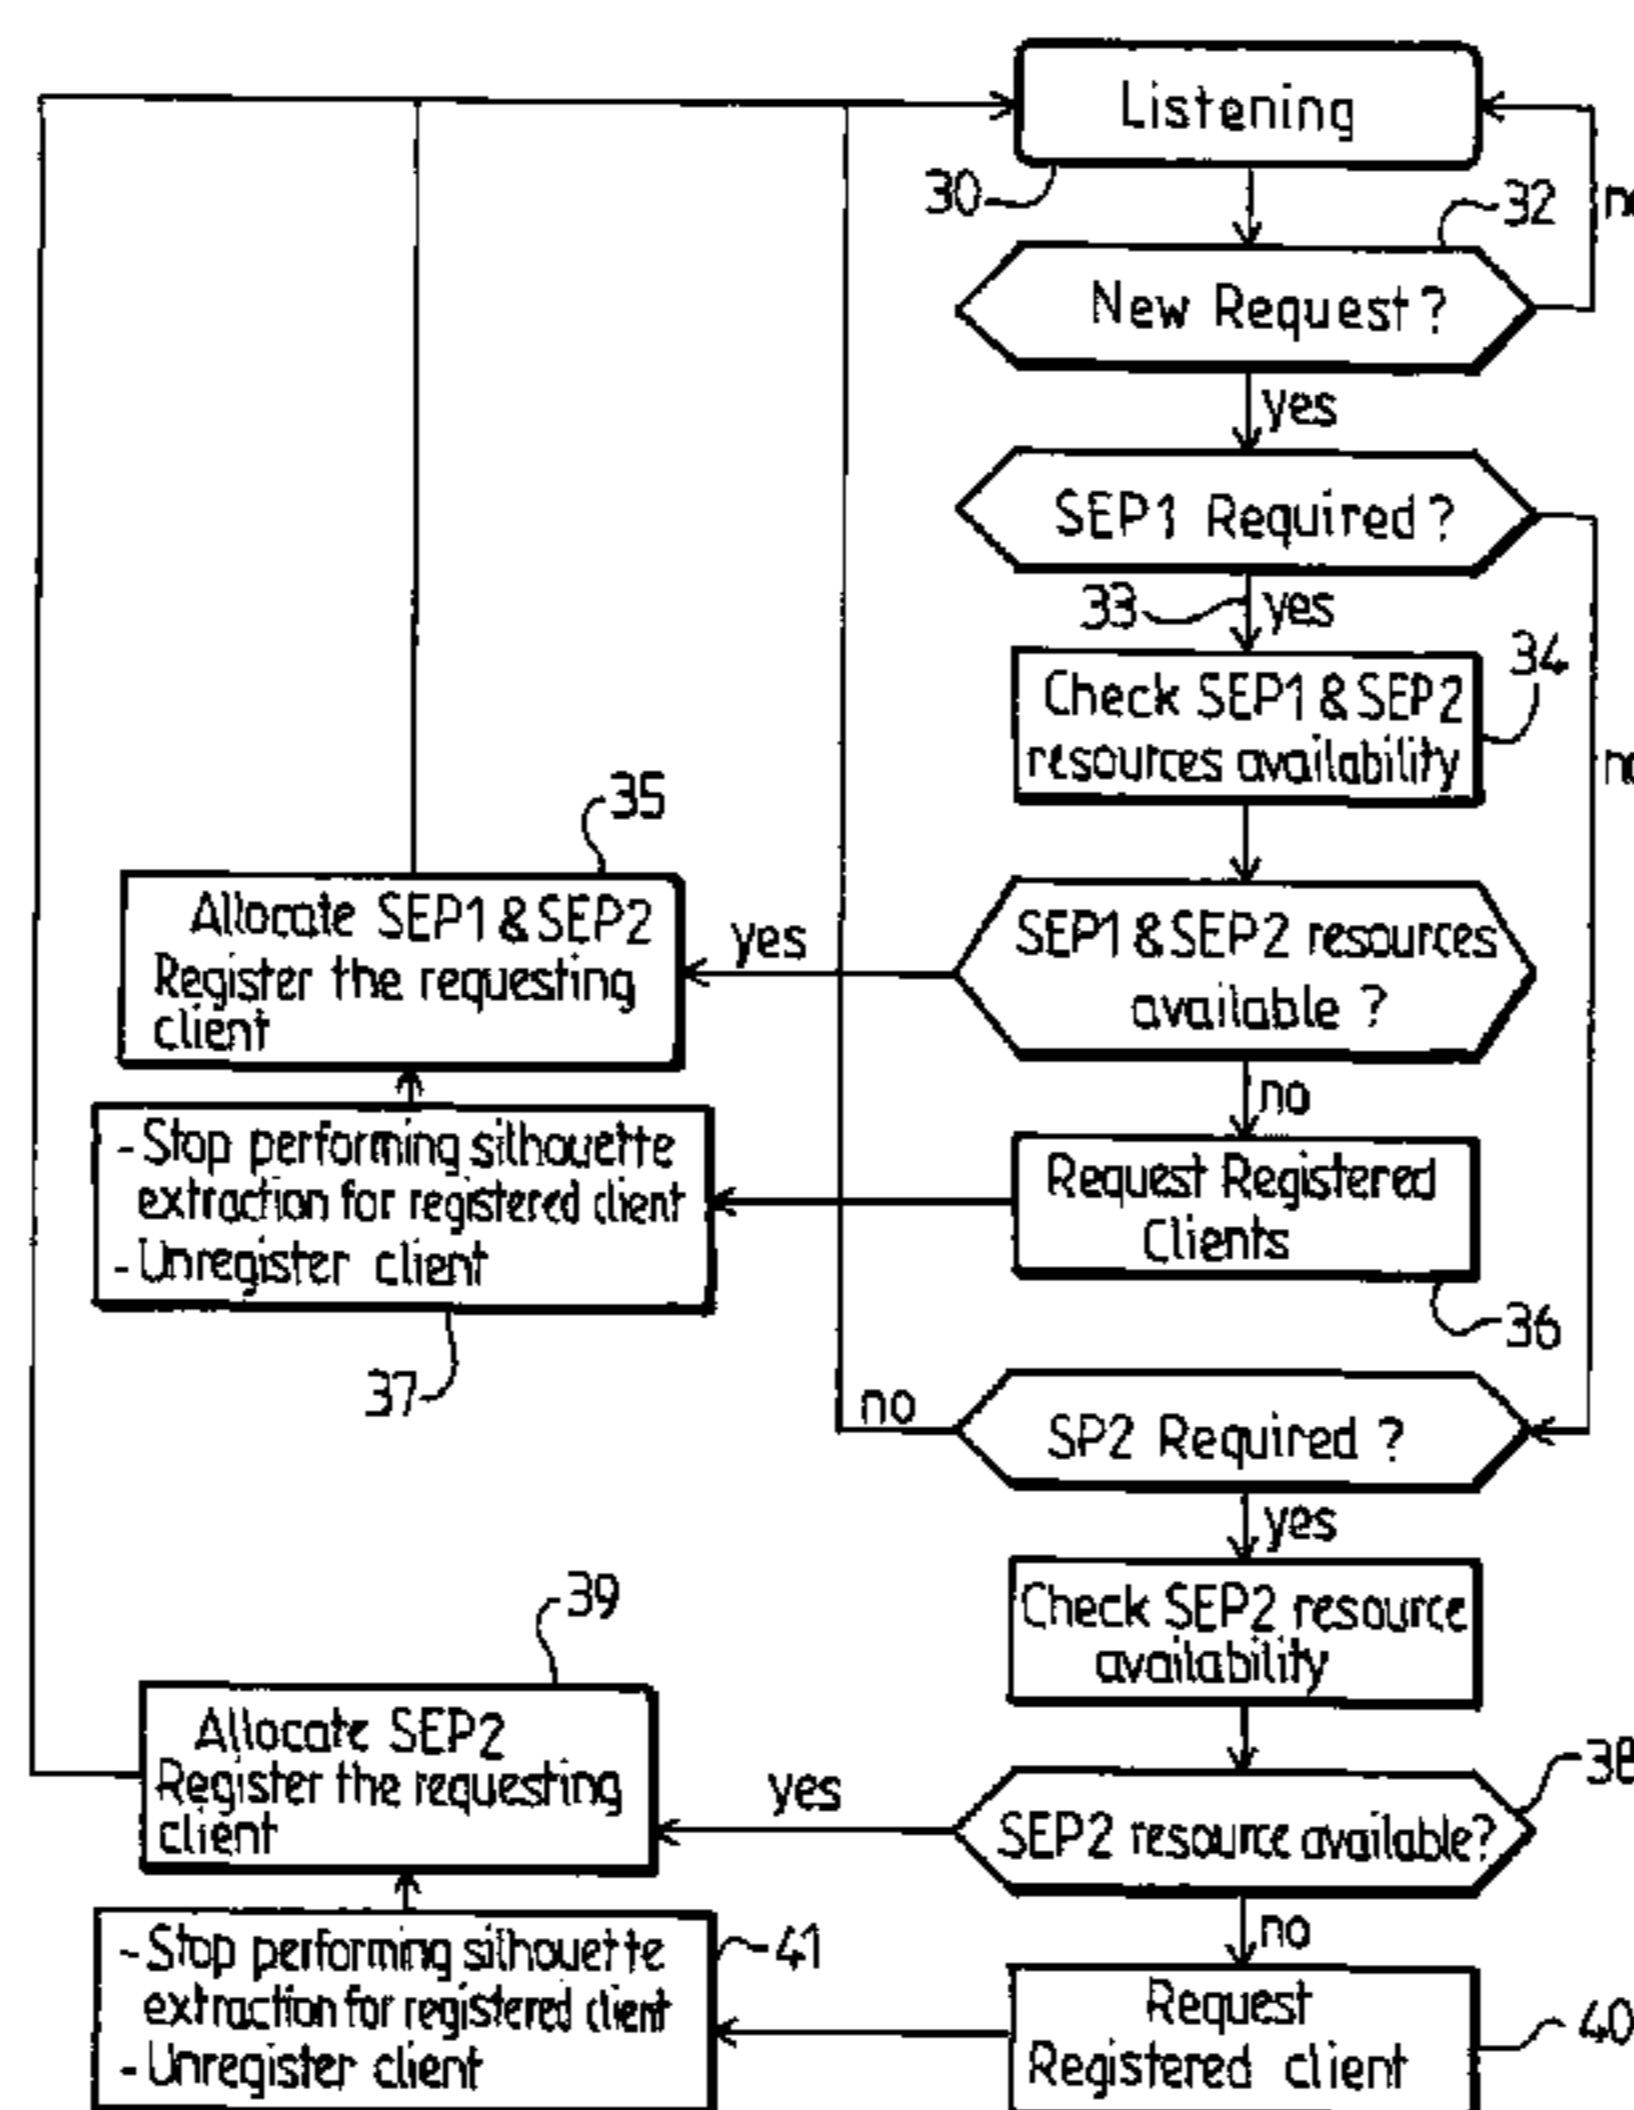 Listening
30
32
New Request ?
yes
SEP1 Required ?
33
yes
34
Check SEP1 & SEP2
resources availability
35
Allocate SEP1 & SEP2
Register the requesting
client
yes
SEP1 & SEP2 resources
available ?
no
- Stop performing silhouette
extraction for registered client
- Unregister client
Request Registered
Clients
36
37
no
SP2 Required ?
yes
Check SEP2 resource
availability
39
Allocate SEP2
Register the requesting
client
yes
38
SEP2 resource available?
no
- Stop performing silhouette
extraction for registered client
- Unregister client
41
Request
Registered client
40